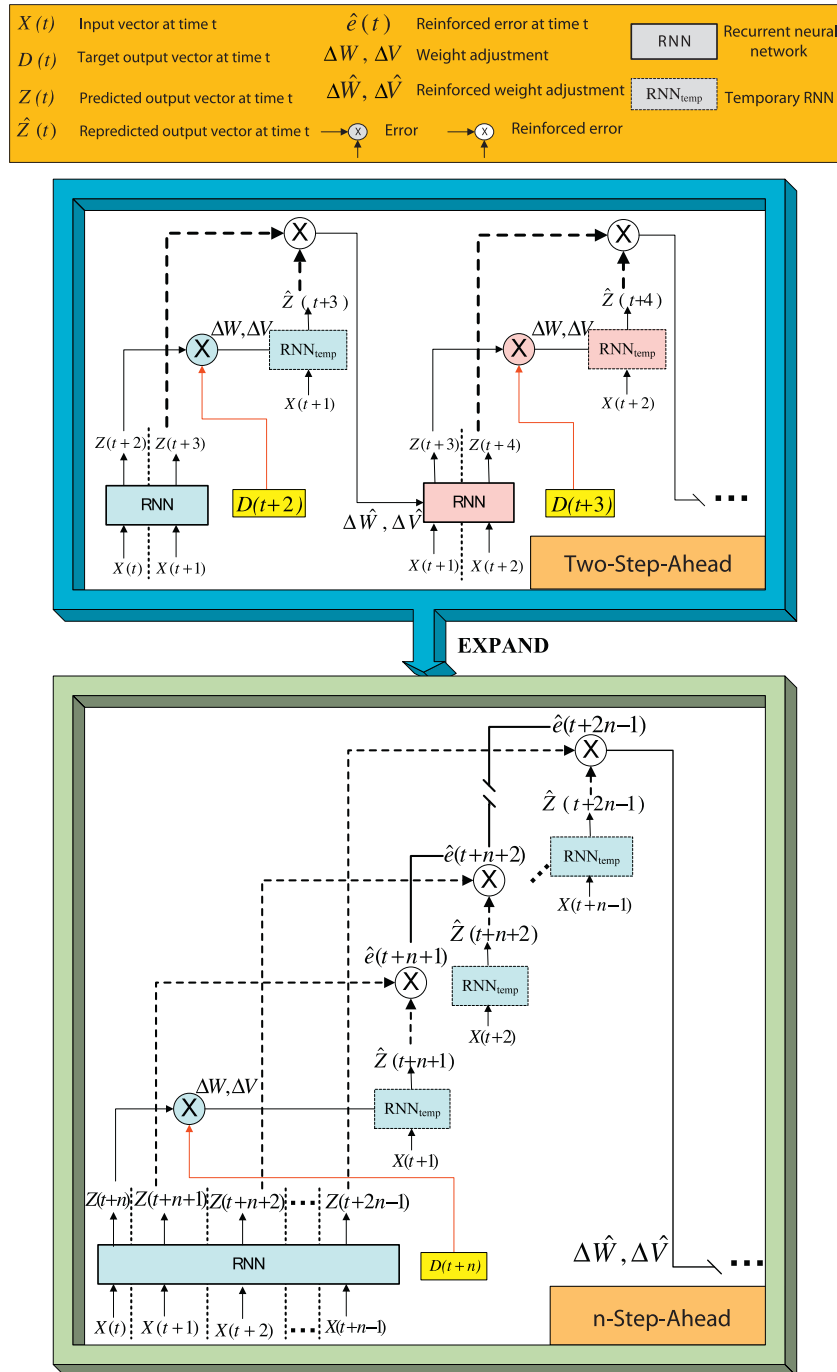 X(t) Input vector at time t ê(t) Reinforced error at time t RNN Recurrent neural network
D(t) Target output vector at time t ΔW, ΔV Weight adjustment
Z(t) Predicted output vector at time t ΔŴ, ΔV̂ Reinforced weight adjustment RNNtemp Temporary RNN
Ẑ(t) Repredicted output vector at time t X Error X Reinforced error
X X
Ẑ(t+3) Ẑ(t+4)
ΔW,ΔV ΔW,ΔV
X RNNtemp X RNNtemp
X(t+1) X(t+2)
Z(t+2) Z(t+3) Z(t+3) Z(t+4)
RNN D(t+2) RNN D(t+3)
ΔŴ, ΔV̂
X(t) X(t+1) X(t+1) X(t+2)
Two-Step-Ahead
EXPAND
ê(t+2n−1)
X
Ẑ(t+2n−1)
ê(t+n+2) RNNtemp
X
X(t+n−1)
Ẑ(t+n+2)
ê(t+n+1)
X RNNtemp
X(t+2)
Ẑ(t+n+1)
ΔW,ΔV
X RNNtemp
X(t+1)
Z(t+n) Z(t+n+1) Z(t+n+2) Z(t+2n−1)
RNN D(t+n) ΔŴ, ΔV̂
X(t) X(t+1) X(t+2) X(t+n−1)
n-Step-Ahead